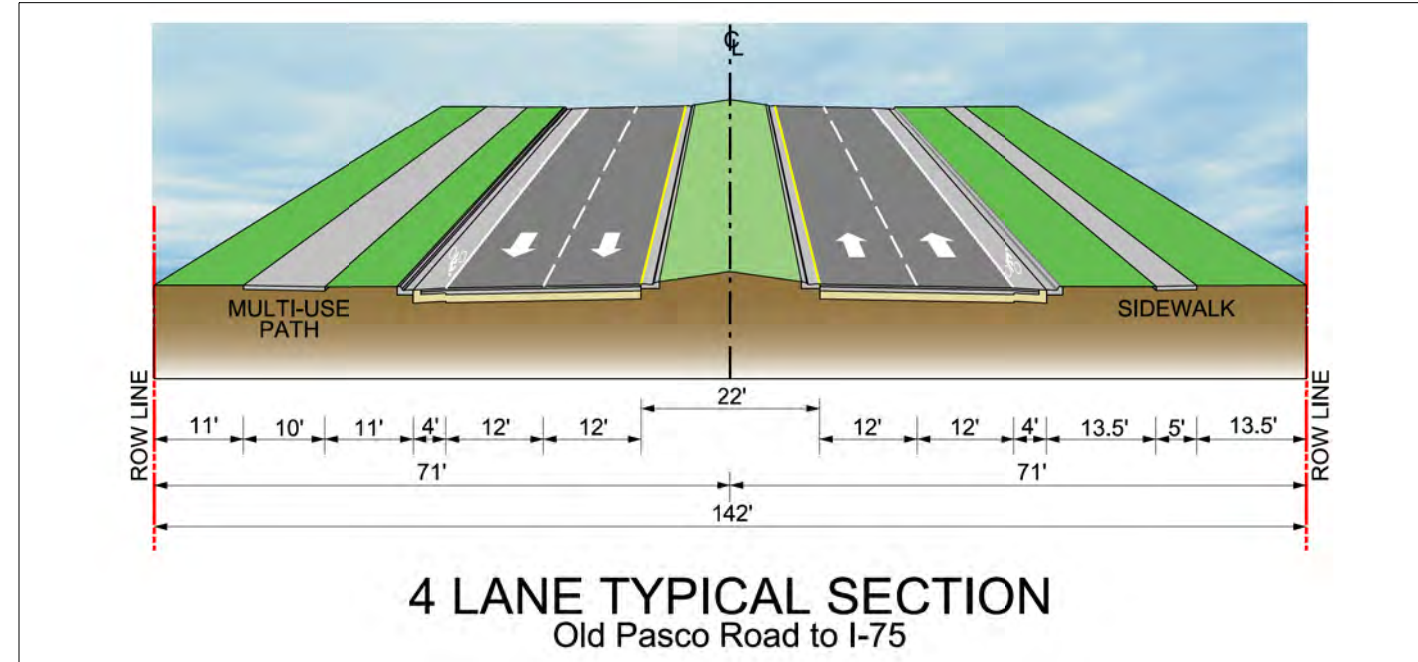 ℄
MULTI-USE
PATH
SIDEWALK
ROW LINE
ROW LINE
22'
11' 10' 11' 4' 12' 12' 12' 12' 4' 13.5' 5' 13.5'
71' 71'
142'
4 LANE TYPICAL SECTION
Old Pasco Road to I-75